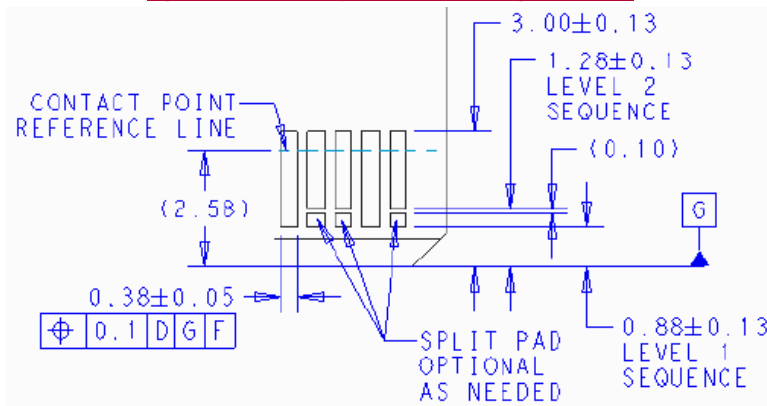 3.00±0.13
1.28±0.13
LEVEL 2
SEQUENCE
CONTACT POINT
REFERENCE LINE
(0.10)
(2.58)
G
0.38±0.05
⌖ 0.1 D G F
SPLIT PAD
OPTIONAL
AS NEEDED
0.88±0.13
LEVEL 1
SEQUENCE